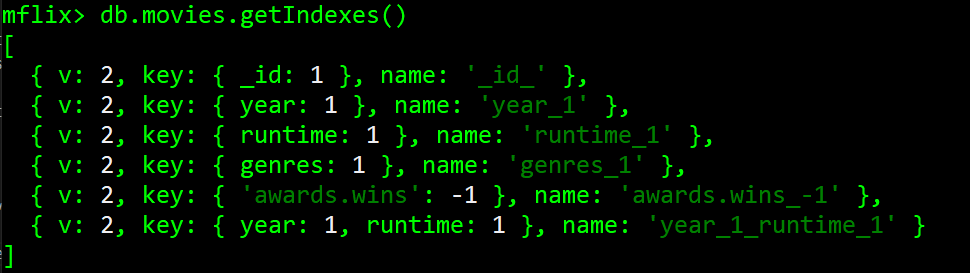 mflix> db.movies.getIndexes()
[
  { v: 2, key: { _id: 1 }, name: '_id_' },
  { v: 2, key: { year: 1 }, name: 'year_1' },
  { v: 2, key: { runtime: 1 }, name: 'runtime_1' },
  { v: 2, key: { genres: 1 }, name: 'genres_1' },
  { v: 2, key: { 'awards.wins': -1 }, name: 'awards.wins_-1' },
  { v: 2, key: { year: 1, runtime: 1 }, name: 'year_1_runtime_1' }
]